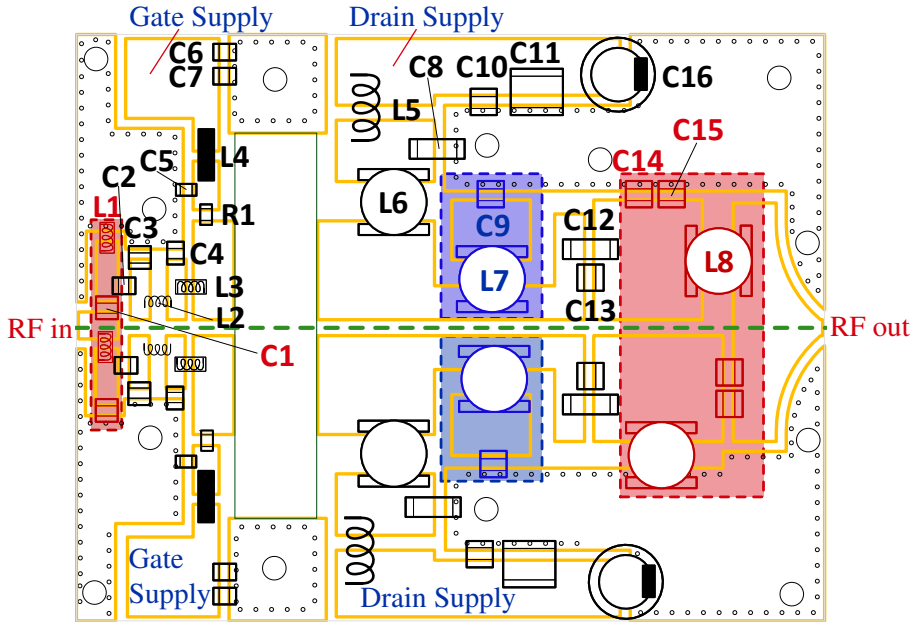 Gate Supply
Drain Supply
C6
C7
C8
C10
C11
C16
L5
L4
C5
C2
L1
C3
R1
C4
L3
L2
L6
C9
L7
C12
C13
C14
C15
L8
RF in
RF out
C1
Gate
Supply
Drain Supply